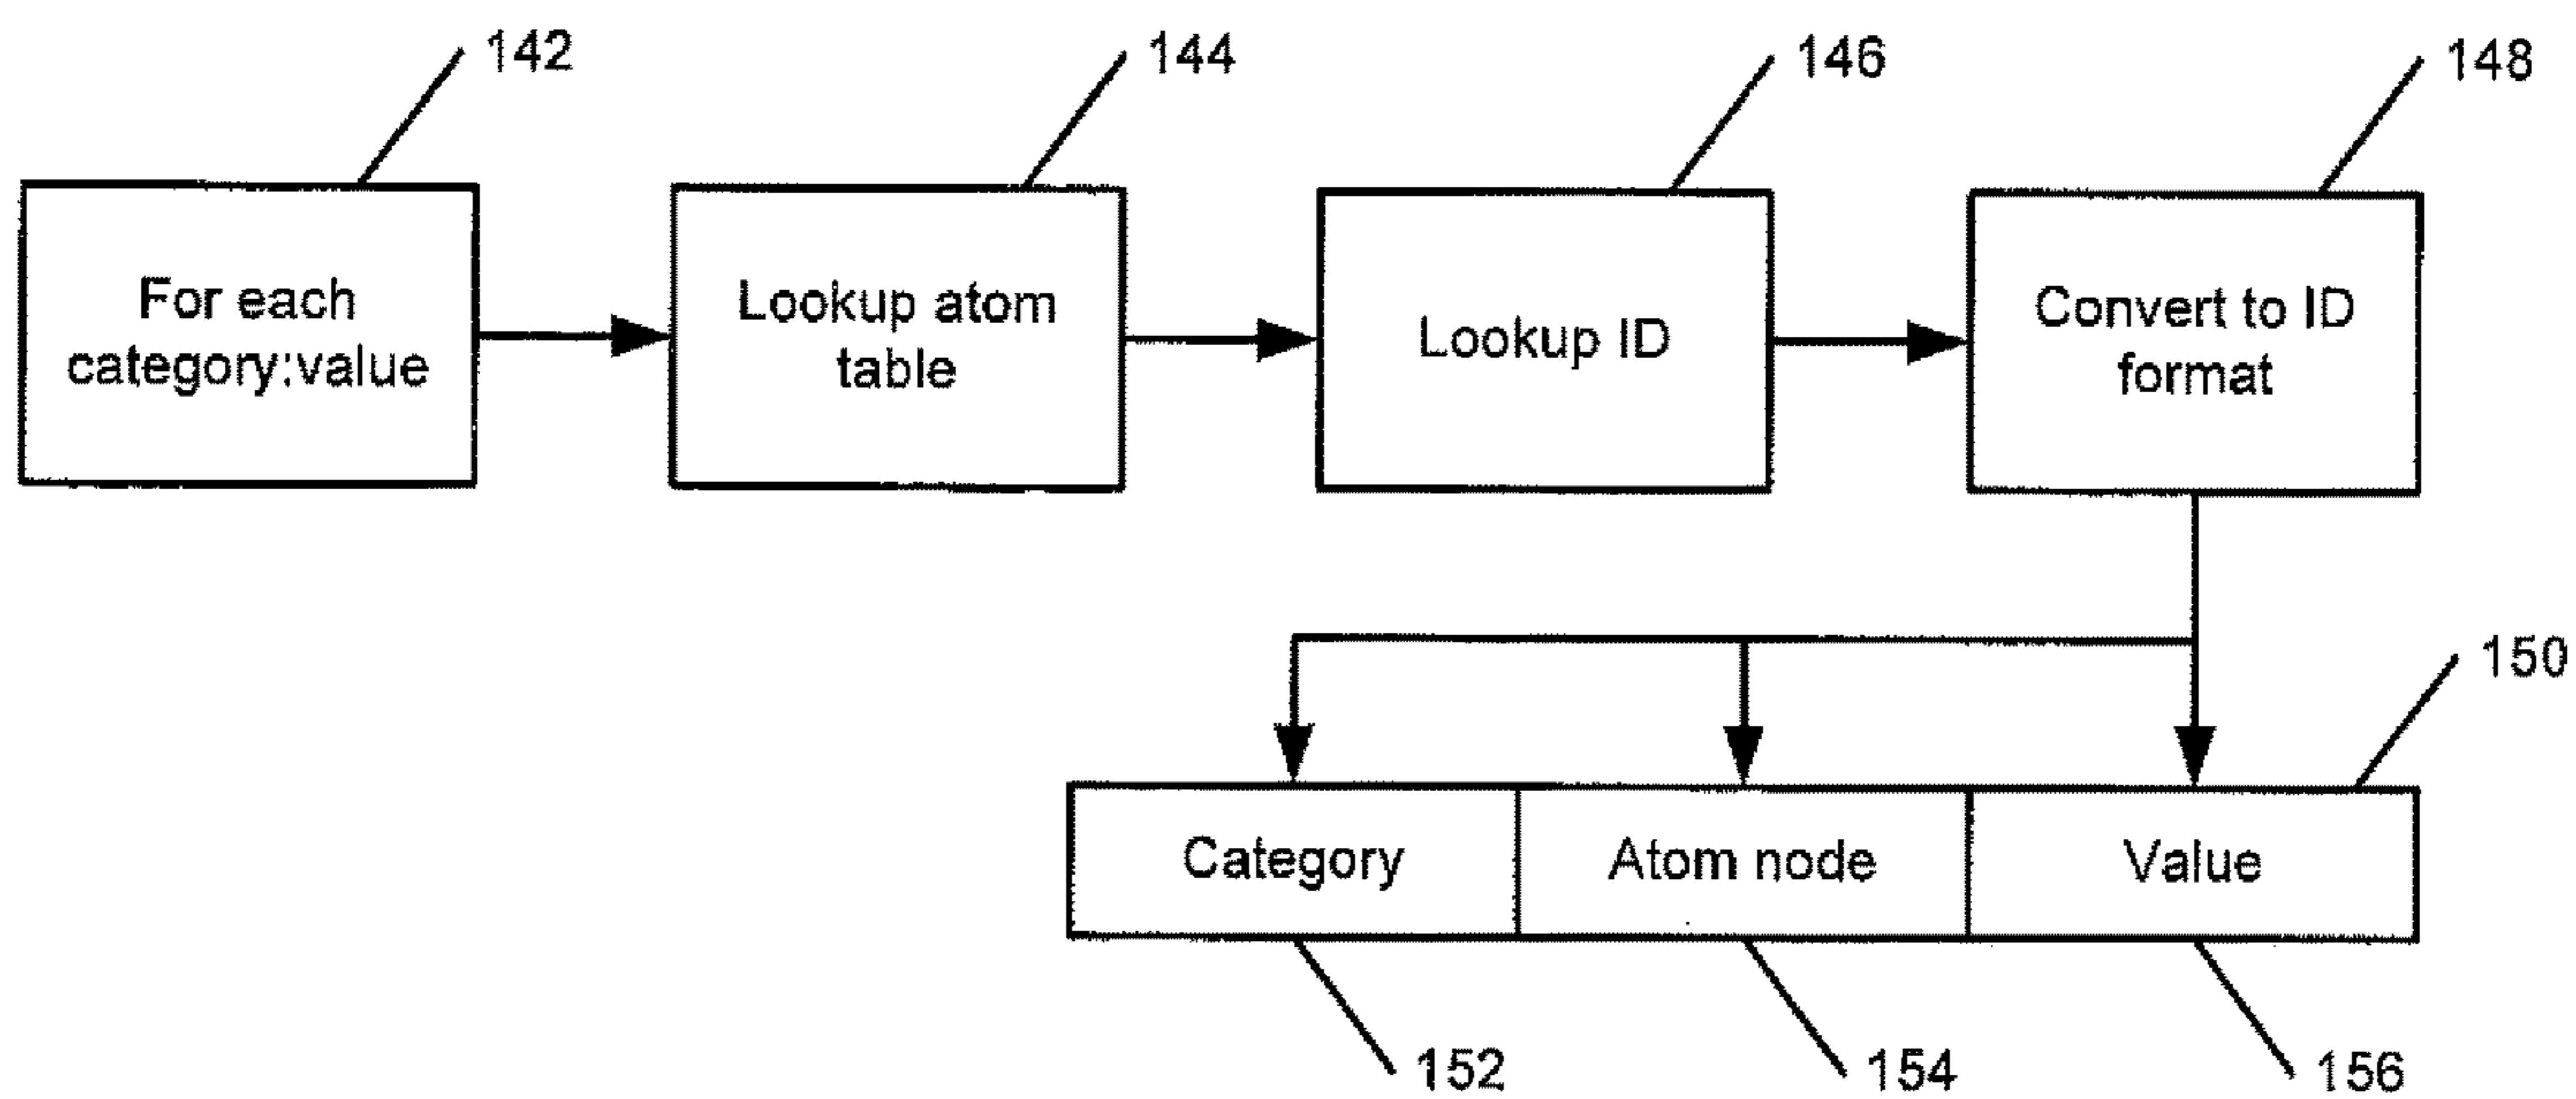 142
144
146
148
For each
category:value
Lookup atom
table
Lookup ID
Convert to ID
format
150
Category
Atom node
Value
152
154
156